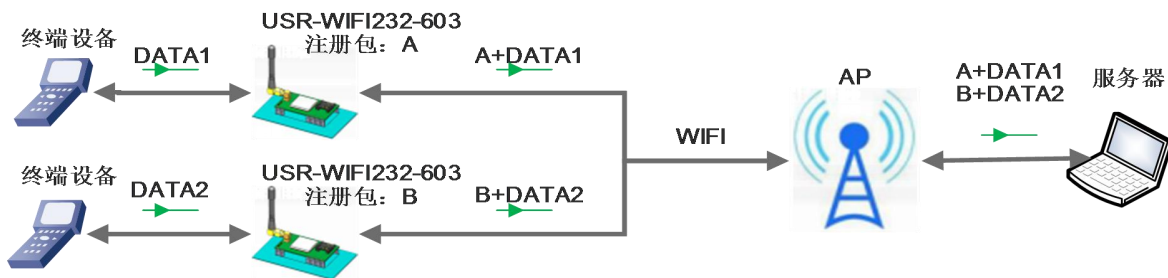 USR-WIFI232-603
终端设备
DATA1
注册包：A
A+DATA1
AP
A+DATA1
B+DATA2
服务器
WIFI
USR-WIFI232-603
终端设备
DATA2
注册包：B
B+DATA2